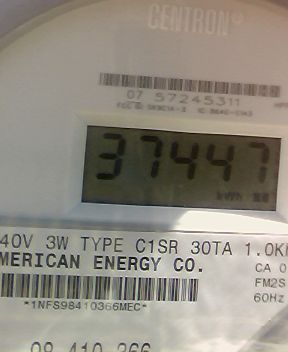 CENTRON®
07 57245311
37447
kWh
40V 3W TYPE C1SR 30TA 1.0K
MERICAN ENERGY CO.
CA 0
FM2S
60Hz
*1NFS98410366MEC*
98 410 366